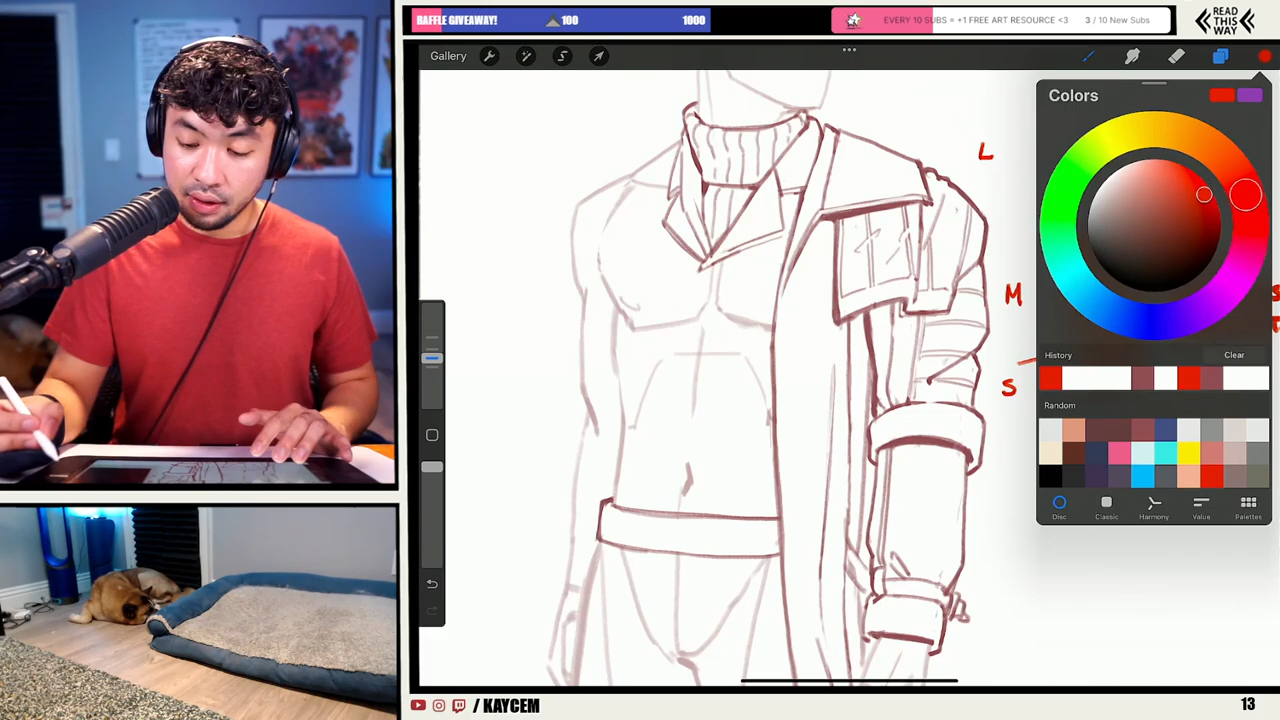 RAFFLE GIVEAWAY! 100 1000
EVERY 10 SUBS = +1 FREE ART RESOURCE <3 3 / 10 New Subs
READ
THIS
WAY
Gallery
Colors
L
M
S
History
Clear
Random
Disc
Classic
Harmony
Value
Palettes
/ KAYCEM
13